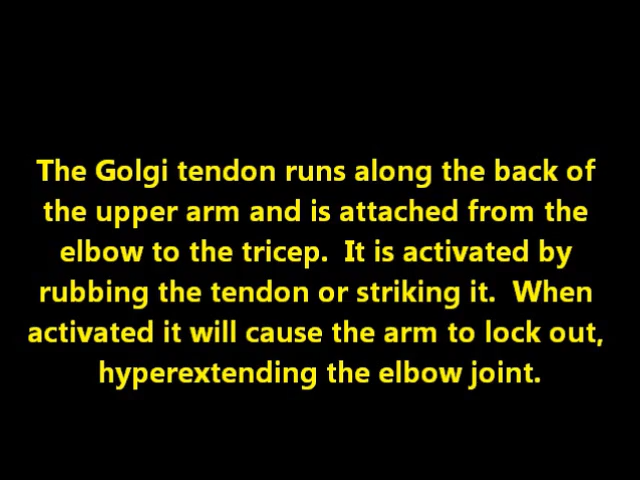 The Golgi tendon runs along the back of
the upper arm and is attached from the
elbow to the tricep.  It is activated by
rubbing the tendon or striking it.  When
activated it will cause the arm to lock out,
hyperextending the elbow joint.